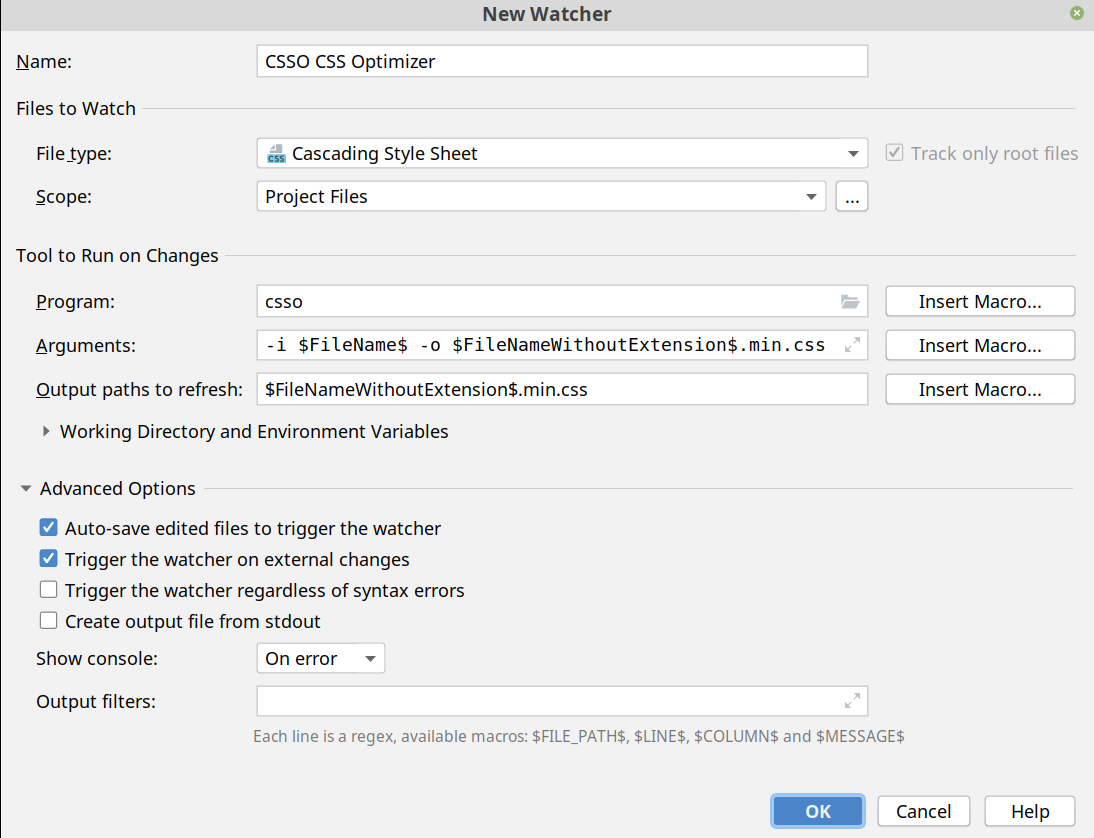 New Watcher
Name: CSSO CSS Optimizer
Files to Watch
File type: CSS Cascading Style Sheet Track only root files
Scope: Project Files ...
Tool to Run on Changes
Program: csso Insert Macro...
Arguments: -i $FileName$ -o $FileNameWithoutExtension$.min.css Insert Macro...
Output paths to refresh: $FileNameWithoutExtension$.min.css Insert Macro...
Working Directory and Environment Variables
Advanced Options
Auto-save edited files to trigger the watcher
Trigger the watcher on external changes
Trigger the watcher regardless of syntax errors
Create output file from stdout
Show console: On error
Output filters:
Each line is a regex, available macros: $FILE_PATH$, $LINE$, $COLUMN$ and $MESSAGE$
OK Cancel Help